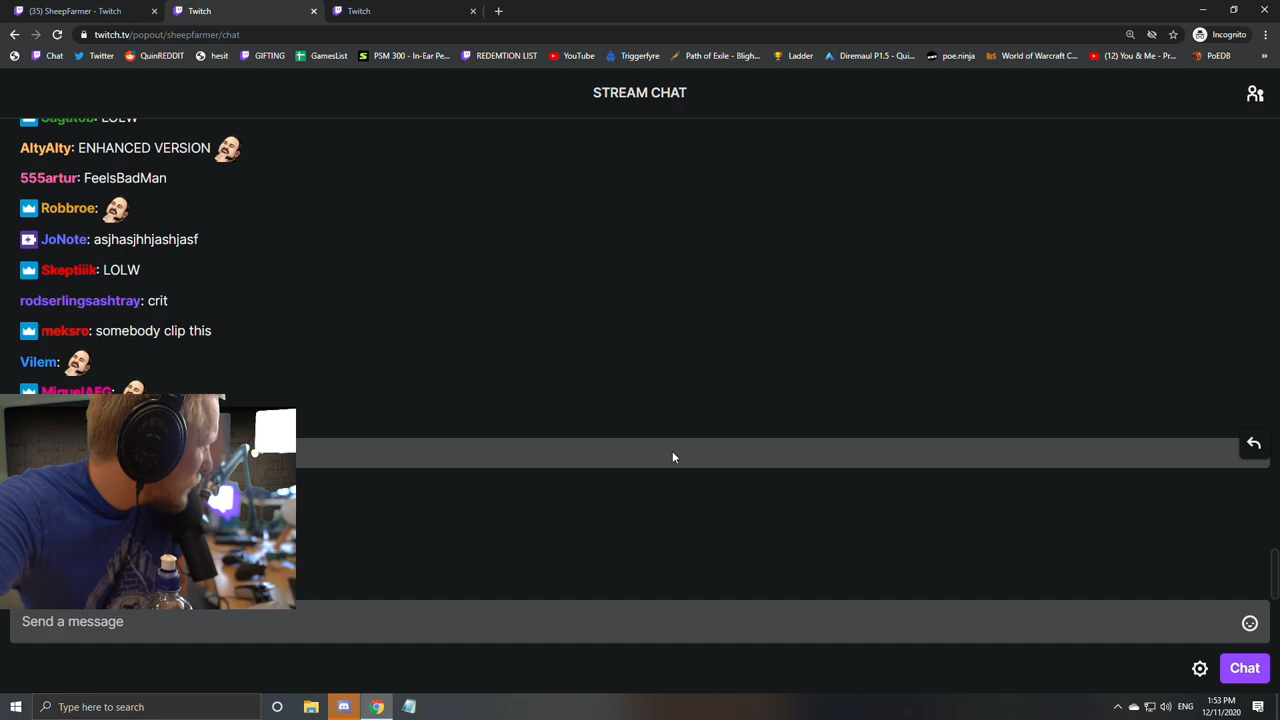 (35) SheepFarmer - Twitch
Twitch
Twitch
twitch.tv/popout/sheepfarmer/chat
Incognito
Chat
Twitter
QuinREDDIT
hesit
GIFTING
GamesList
PSM 300 - In-Ear Pe...
REDEMTION LIST
YouTube
Triggerfyre
Path of Exile - Bligh...
Ladder
Diremaul P1.5 - Qui...
poe.ninja
World of Warcraft C...
(12) You & Me - Pr...
PoEDB
STREAM CHAT
Sagatob: LOLW
AltyAlty: ENHANCED VERSION
555artur: FeelsBadMan
Robbroe:
JoNote: asjhasjhhjashjasf
Skeptiiik: LOLW
rodserlingsashtray: crit
meksro: somebody clip this
Vilem:
MiguelAFG:
Send a message
Chat
Type here to search
ENG
1:53 PM
12/11/2020